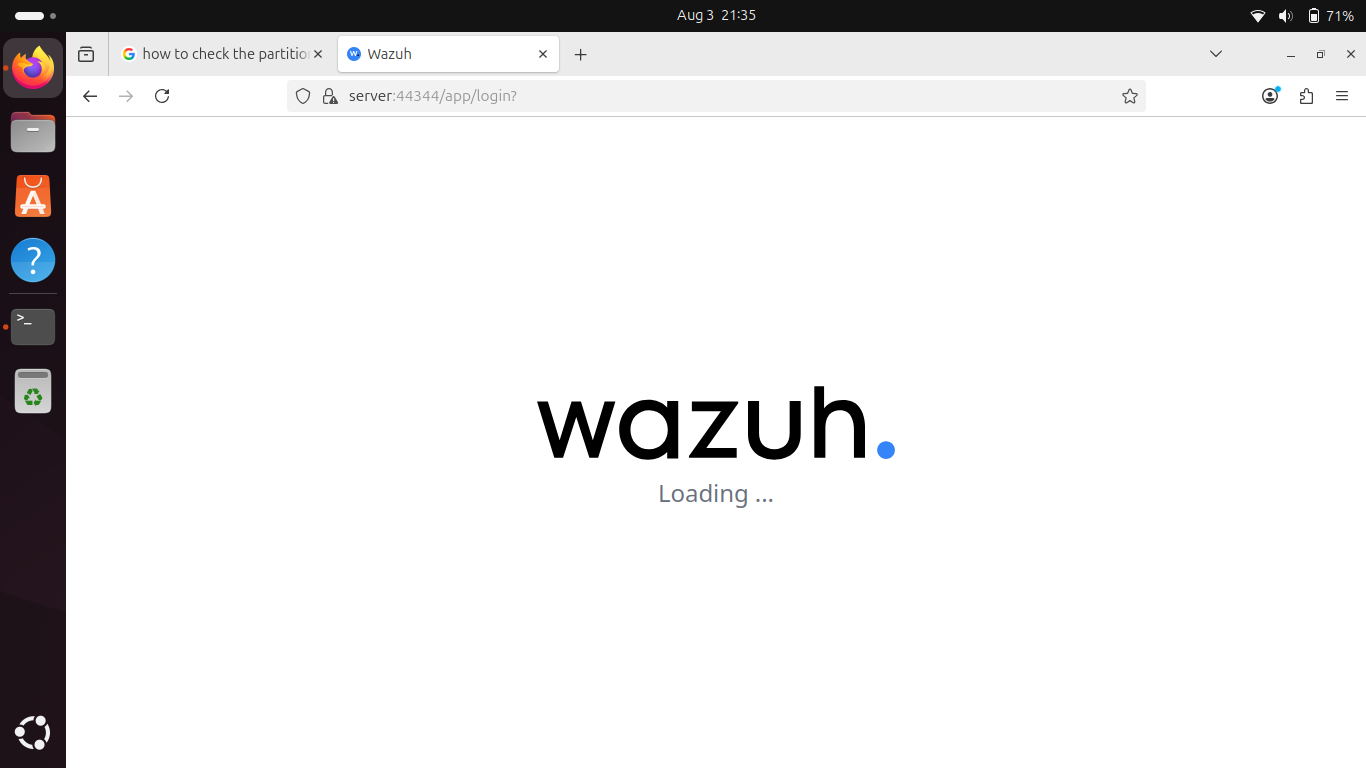 Aug 3 21:35
71%
how to check the partitio
Wazuh
server:44344/app/login?
wazuh.
Loading ...